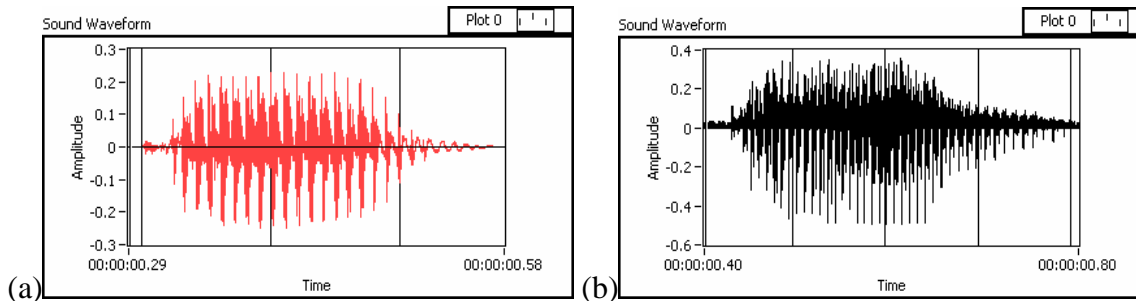 Sound Waveform
Plot 0
0.3
0.2
0.1
0
-0.1
-0.2
-0.3
Amplitude
00:00:00.29
00:00:00.58
Time
(a)
Sound Waveform
Plot 0
0.4
0.2
0
-0.2
-0.4
-0.6
Amplitude
00:00:00.40
00:00:00.80
Time
(b)